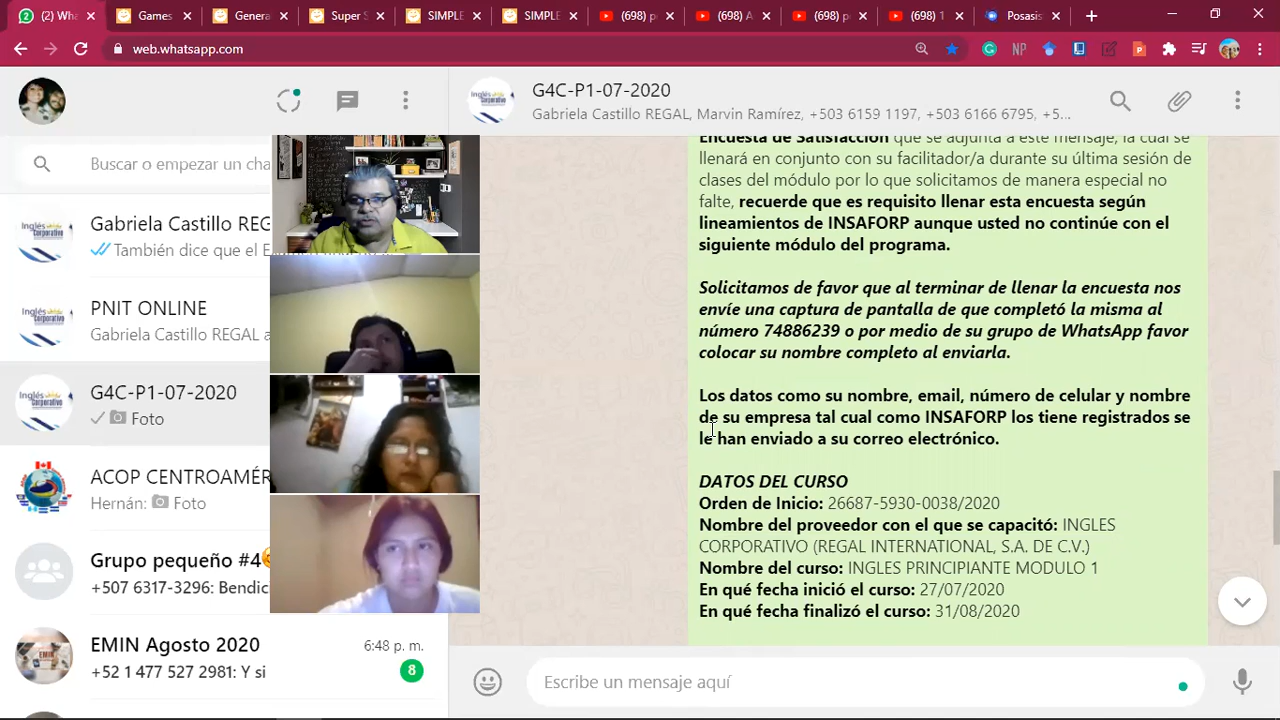 (2) Wha
Games
Genera
Super S
SIMPLE
SIMPLE
(698) p
(698) A
(698) p
(698) 1
Posasis
web.whatsapp.com
NP
Buscar o empezar un cha
Gabriela Castillo REG
También dice que el E
PNIT ONLINE
Gabriela Castillo REGAL a
G4C-P1-07-2020
Foto
ACOP CENTROAMÉR
Hernán: Foto
Grupo pequeño #4
+507 6317-3296: Bendic
EMIN Agosto 2020
6:48 p. m.
+52 1 477 527 2981: Y si
8
G4C-P1-07-2020
Gabriela Castillo REGAL, Marvin Ramírez, +503 6159 1197, +503 6166 6795, +5...
Encuesta de Satisfacción que se adjunta a este mensaje, la cual se
llenará en conjunto con su facilitador/a durante su última sesión de
clases del módulo por lo que solicitamos de manera especial no
falte, recuerde que es requisito llenar esta encuesta según
lineamientos de INSAFORP aunque usted no continúe con el
siguiente módulo del programa.
Solicitamos de favor que al terminar de llenar la encuesta nos
envíe una captura de pantalla de que completó la misma al
número 74886239 o por medio de su grupo de WhatsApp favor
colocar su nombre completo al enviarla.
Los datos como su nombre, email, número de celular y nombre
de su empresa tal cual como INSAFORP los tiene registrados se
le han enviado a su correo electrónico.
DATOS DEL CURSO
Orden de Inicio: 26687-5930-0038/2020
Nombre del proveedor con el que se capacitó: INGLES
CORPORATIVO (REGAL INTERNATIONAL, S.A. DE C.V.)
Nombre del curso: INGLES PRINCIPIANTE MODULO 1
En qué fecha inició el curso: 27/07/2020
En qué fecha finalizó el curso: 31/08/2020
Escribe un mensaje aquí